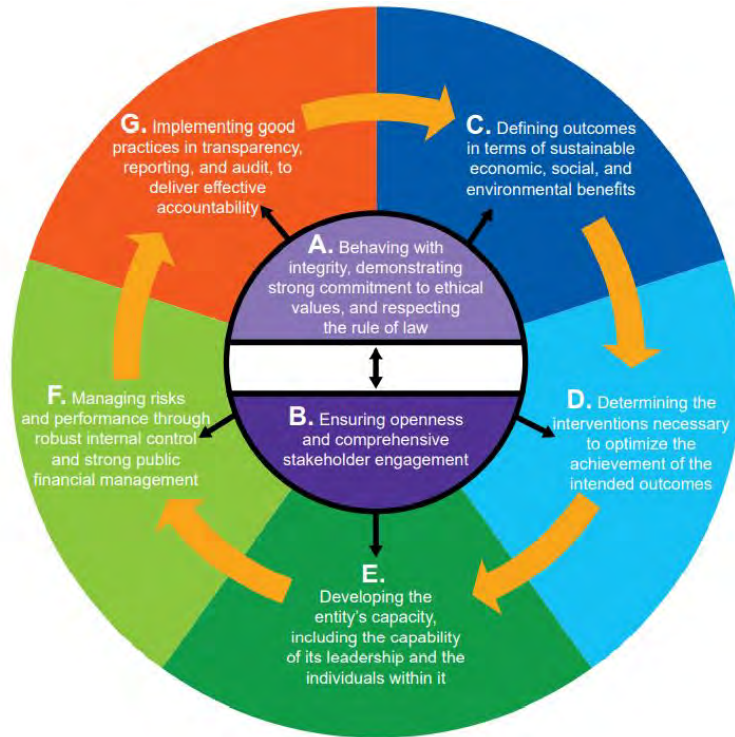 A. Behaving with
integrity, demonstrating
strong commitment to ethical
values, and respecting
the rule of law
B. Ensuring openness
and comprehensive
stakeholder engagement
C. Defining outcomes
in terms of sustainable
economic, social, and
environmental benefits
D. Determining the
interventions necessary
to optimize the
achievement of the
intended outcomes
E.
Developing the
entity's capacity,
including the capability
of its leadership and the
individuals within it
F. Managing risks
and performance through
robust internal control
and strong public
financial management
G. Implementing good
practices in transparency,
reporting, and audit, to
deliver effective
accountability